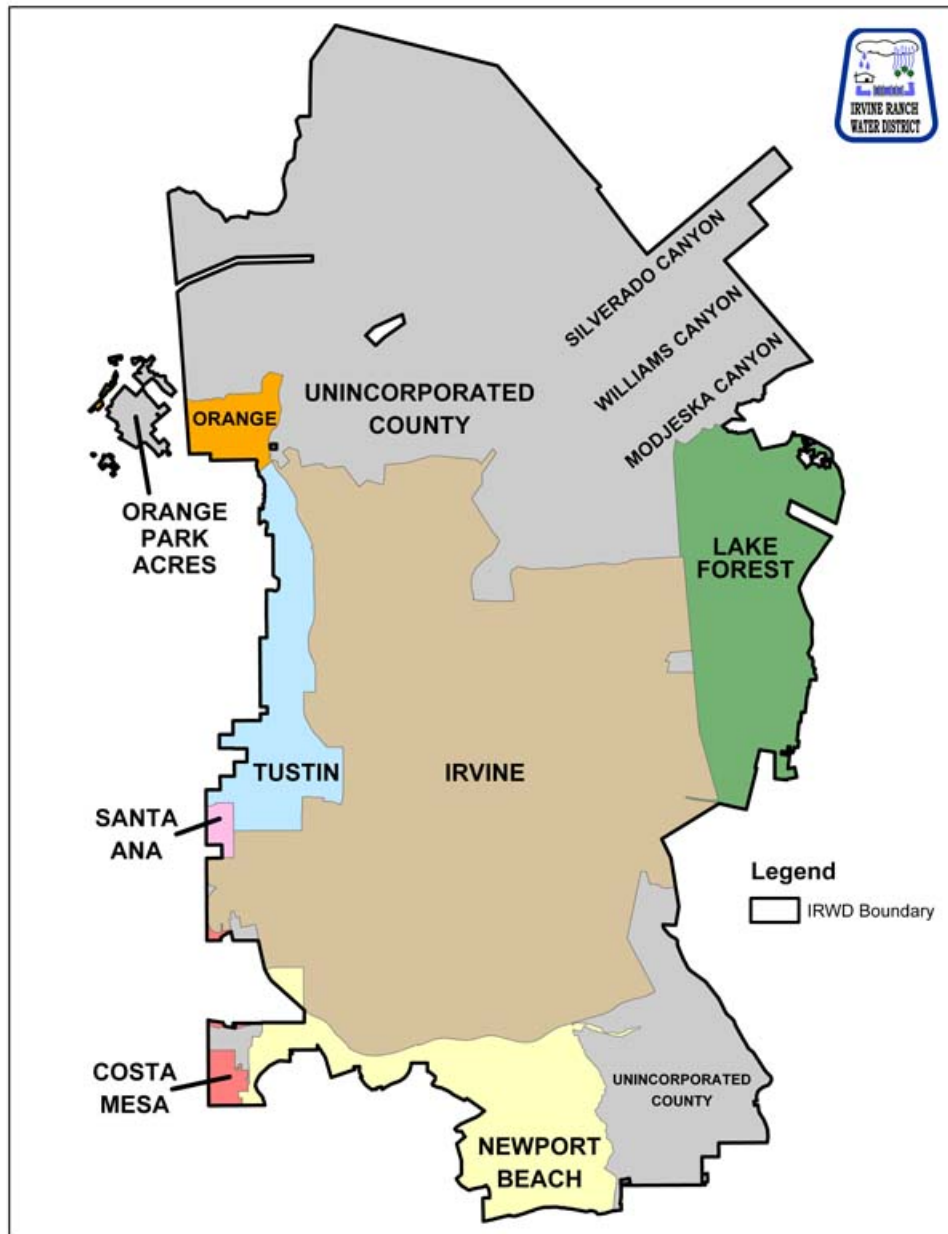 IRVINE RANCH
WATER DISTRICT
SILVERADO CANYON
WILLIAMS CANYON
MODJESKA CANYON
UNINCORPORATED
COUNTY
ORANGE
ORANGE
PARK
ACRES
LAKE
FOREST
TUSTIN
IRVINE
SANTA
ANA
Legend
IRWD Boundary
COSTA
MESA
UNINCORPORATED
COUNTY
NEWPORT
BEACH